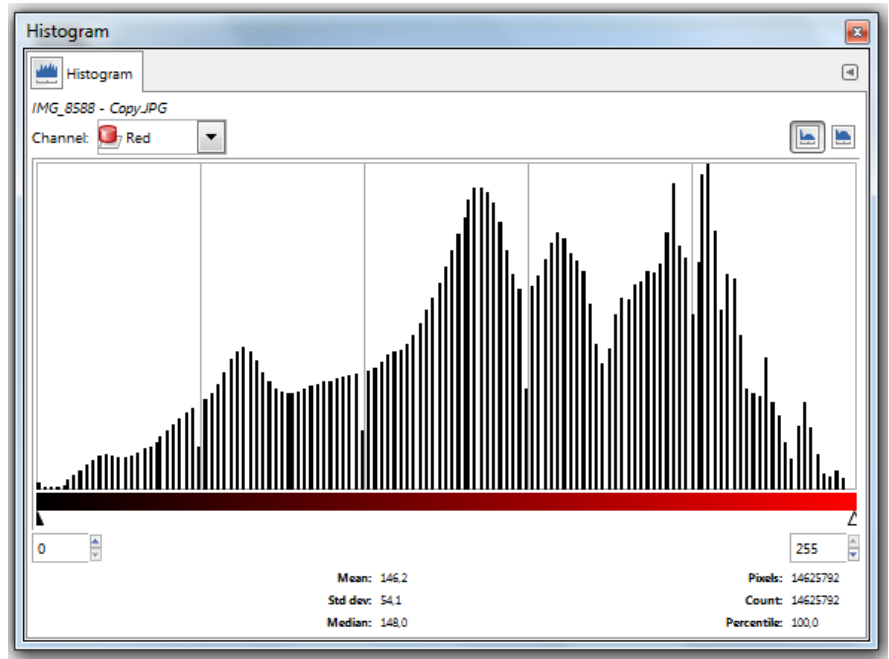 Histogram
Histogram
IMG_8588 - Copy.JPG
Channel: Red
0 255
Mean: 146,2 Pixels: 14625792
Std dev: 54,1 Count: 14625792
Median: 148,0 Percentile: 100,0